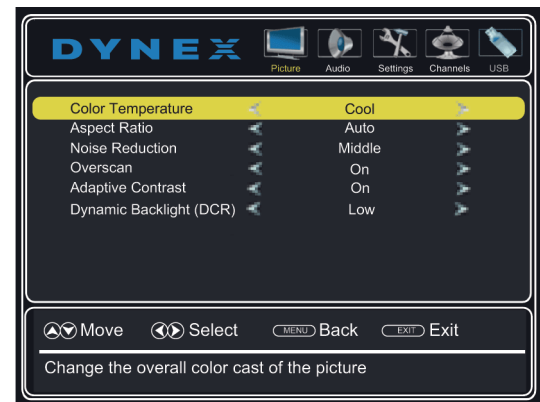 DYNEX
Picture Audio Settings Channels USB
Color Temperature Cool
Aspect Ratio Auto
Noise Reduction Middle
Overscan On
Adaptive Contrast On
Dynamic Backlight (DCR) Low
Move Select MENU Back EXIT Exit
Change the overall color cast of the picture